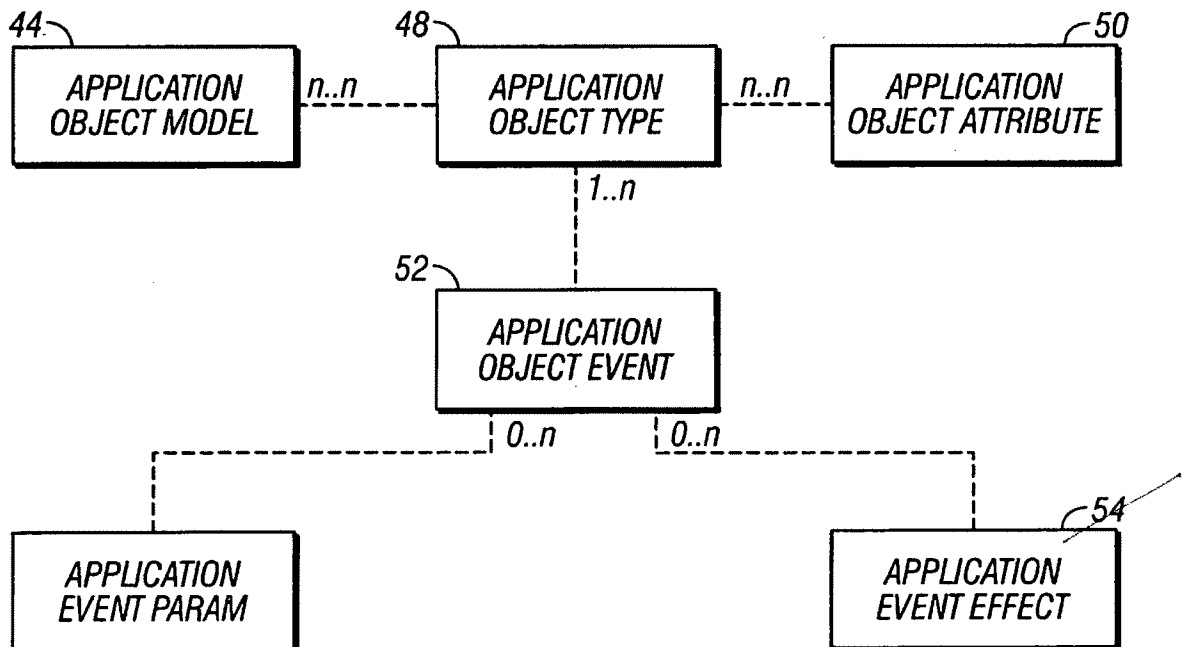 44
48
50
APPLICATION
OBJECT MODEL
n..n
APPLICATION
OBJECT TYPE
n..n
APPLICATION
OBJECT ATTRIBUTE
1..n
52
APPLICATION
OBJECT EVENT
0..n
0..n
54
APPLICATION
EVENT PARAM
APPLICATION
EVENT EFFECT